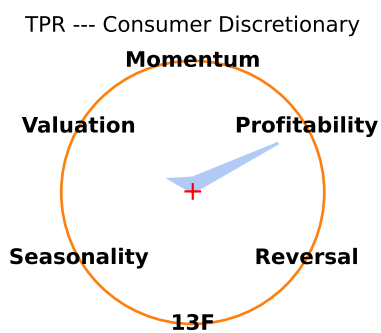 TPR --- Consumer Discretionary
Momentum
Valuation
Profitability
Seasonality
Reversal
13F